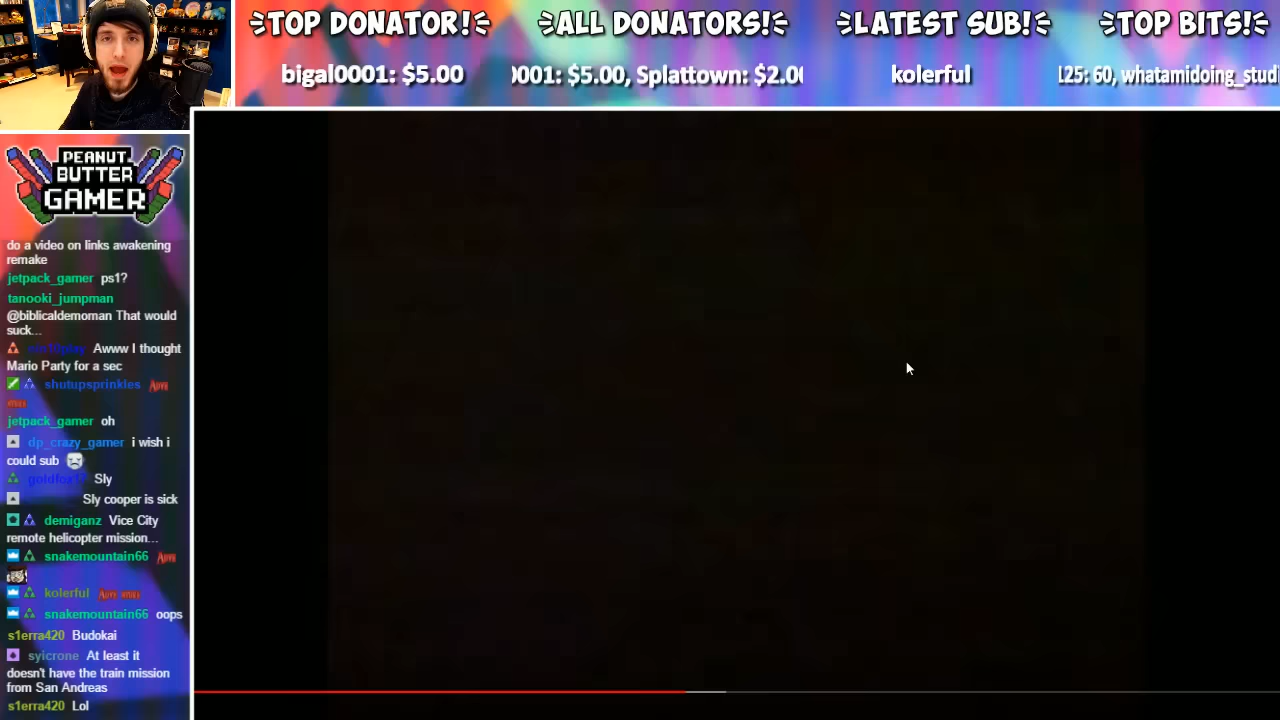 TOP DONATOR!
ALL DONATORS!
LATEST SUB!
TOP BITS!
bigal0001: $5.00
0001: $5.00, Splattown: $2.00
kolerful
125: 60, whatamidoing_studi
PEANUT
BUTTER
GAMER
do a video on links awakening
remake
jetpack_gamer ps1?
tanooki_jumpman
@biblicaldemoman That would
suck...
Awww I thought
Mario Party for a sec
shutupsprinkles
jetpack_gamer oh
dp_crazy_gamer i wish i
could sub
Sly
Sly cooper is sick
demiganz Vice City
remote helicopter mission...
snakemountain66
kolerful
snakemountain66 oops
s1erra420 Budokai
syicrone At least it
doesn't have the train mission
from San Andreas
s1erra420 Lol